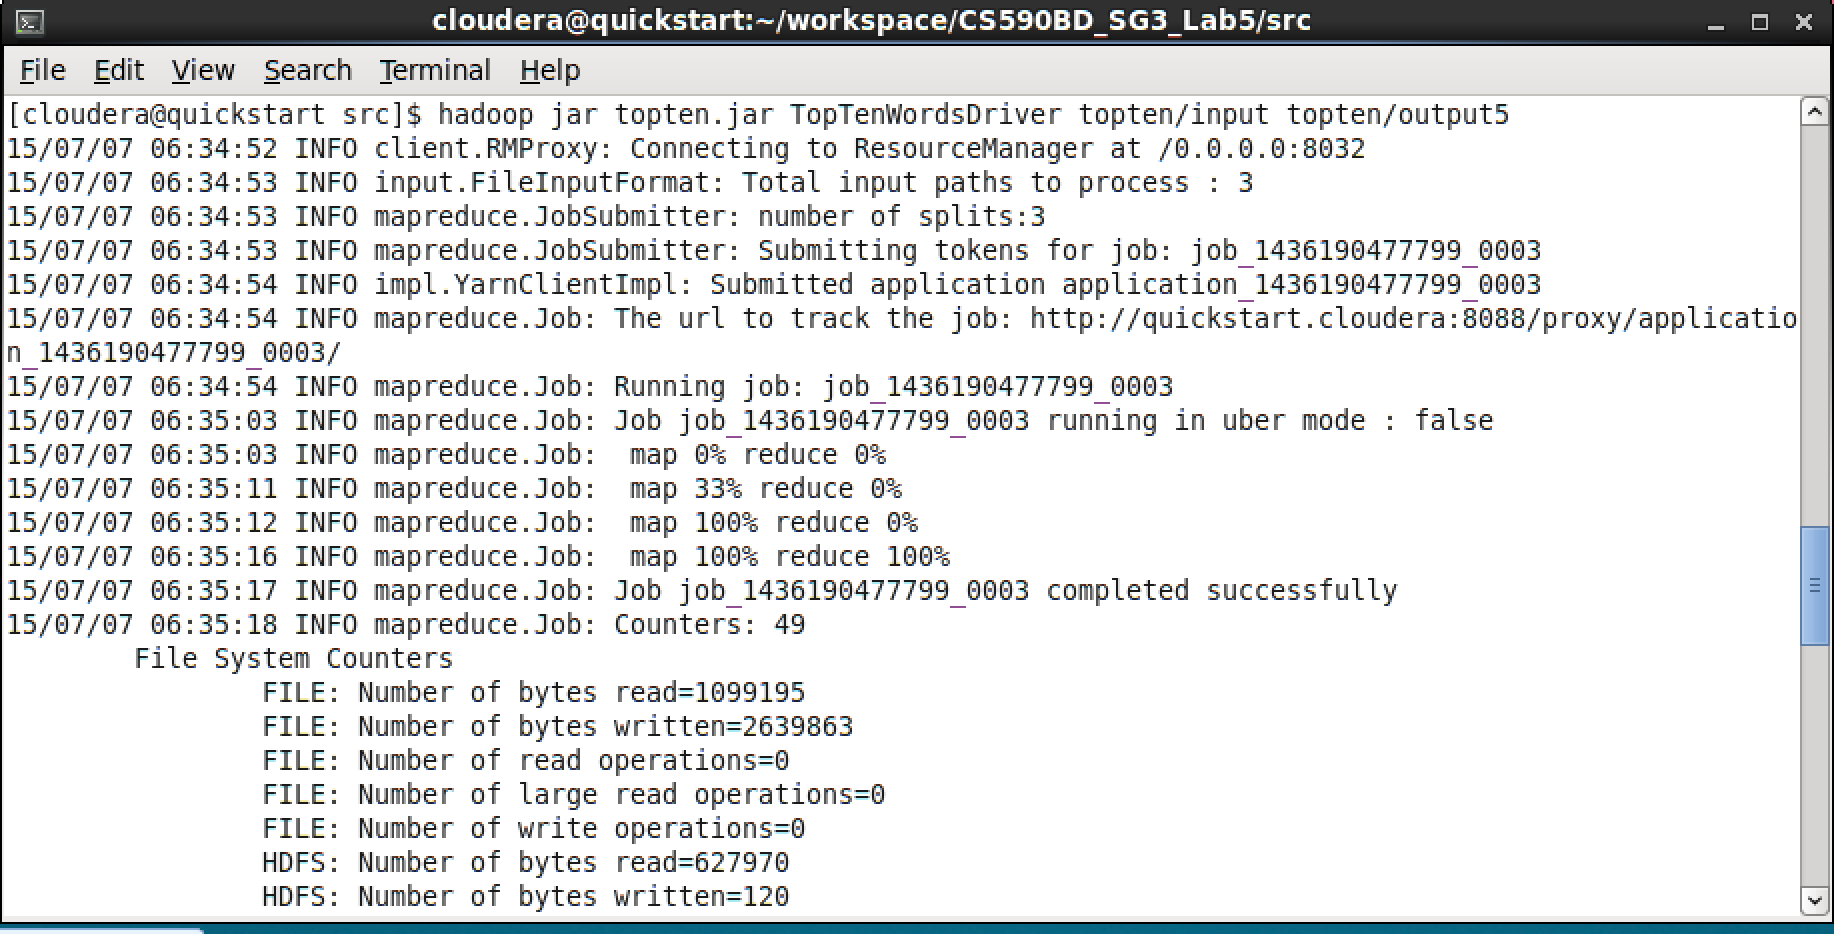 cloudera@quickstart:~/workspace/CS590BD_SG3_Lab5/src
File Edit View Search Terminal Help
[cloudera@quickstart src]$ hadoop jar topten.jar TopTenWordsDriver topten/input topten/output5
15/07/07 06:34:52 INFO client.RMProxy: Connecting to ResourceManager at /0.0.0.0:8032
15/07/07 06:34:53 INFO input.FileInputFormat: Total input paths to process : 3
15/07/07 06:34:53 INFO mapreduce.JobSubmitter: number of splits:3
15/07/07 06:34:53 INFO mapreduce.JobSubmitter: Submitting tokens for job: job_1436190477799_0003
15/07/07 06:34:54 INFO impl.YarnClientImpl: Submitted application application_1436190477799_0003
15/07/07 06:34:54 INFO mapreduce.Job: The url to track the job: http://quickstart.cloudera:8088/proxy/applicatio
n_1436190477799_0003/
15/07/07 06:34:54 INFO mapreduce.Job: Running job: job_1436190477799_0003
15/07/07 06:35:03 INFO mapreduce.Job: Job job_1436190477799_0003 running in uber mode : false
15/07/07 06:35:03 INFO mapreduce.Job:  map 0% reduce 0%
15/07/07 06:35:11 INFO mapreduce.Job:  map 33% reduce 0%
15/07/07 06:35:12 INFO mapreduce.Job:  map 100% reduce 0%
15/07/07 06:35:16 INFO mapreduce.Job:  map 100% reduce 100%
15/07/07 06:35:17 INFO mapreduce.Job: Job job_1436190477799_0003 completed successfully
15/07/07 06:35:18 INFO mapreduce.Job: Counters: 49
File System Counters
FILE: Number of bytes read=1099195
FILE: Number of bytes written=2639863
FILE: Number of read operations=0
FILE: Number of large read operations=0
FILE: Number of write operations=0
HDFS: Number of bytes read=627970
HDFS: Number of bytes written=120